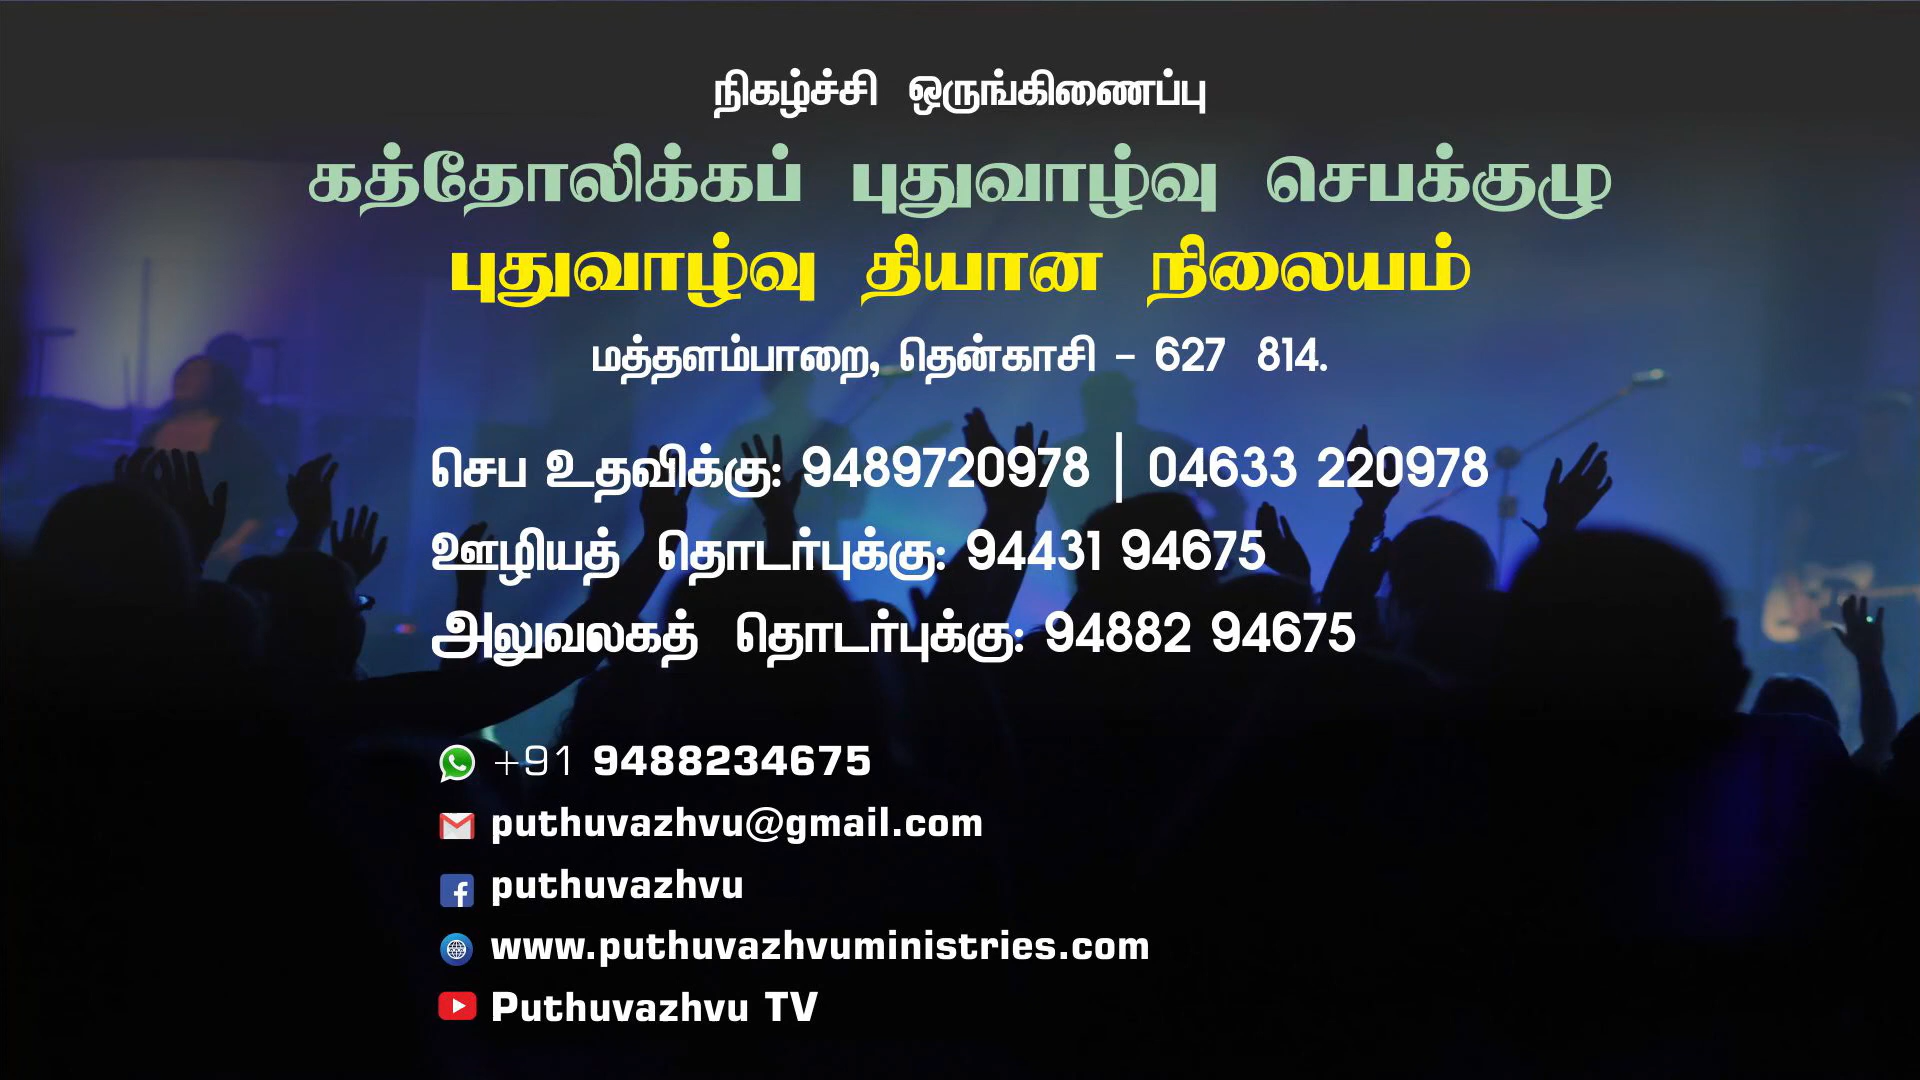 நிகழ்ச்சி ஒருங்கிணைப்பு
கத்தோலிக்கப் புதுவாழ்வு செபக்குழு
புதுவாழ்வு தியான நிலையம்
மத்தளம்பாறை, தென்காசி – 627 814.
செப உதவிக்கு: 9489720978 | 04633 220978
ஊழியத் தொடர்புக்கு: 94431 94675
அலுவலகத் தொடர்புக்கு: 94882 94675
+91 9488234675
puthuvazhvu@gmail.com
puthuvazhvu
www.puthuvazhvuministries.com
Puthuvazhvu TV